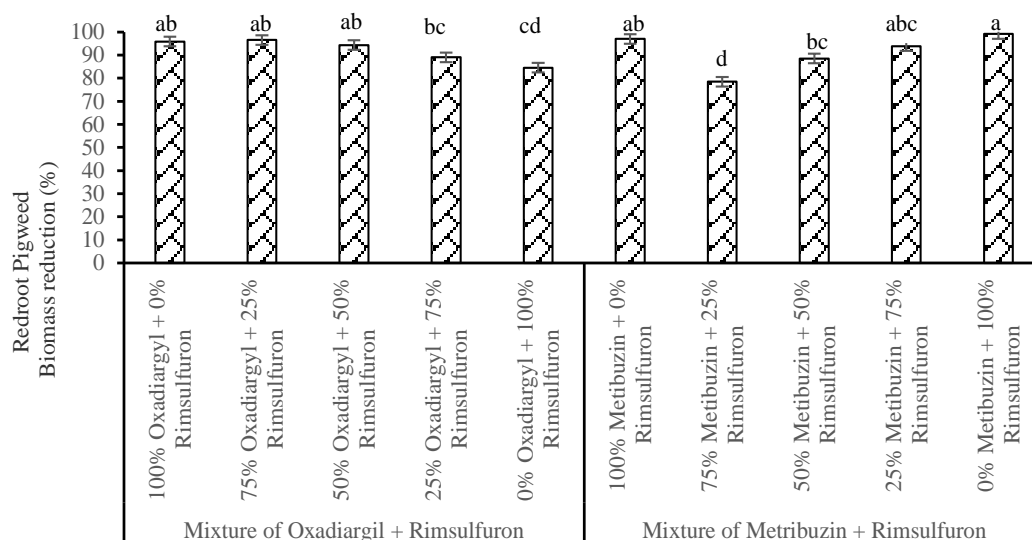 Redroot Pigweed
Biomass reduction (%)
100
90
80
70
60
50
40
30
20
10
0
ab
ab
ab
bc
cd
ab
d
bc
abc
a
100% Oxadiargyl + 0%
Rimsulfuron
75% Oxadiargyl + 25%
Rimsulfuron
50% Oxadiargyl + 50%
Rimsulfuron
25% Oxadiargyl + 75%
Rimsulfuron
0% Oxadiargyl + 100%
Rimsulfuron
100% Metibuzin + 0%
Rimsulfuron
75% Metibuzin + 25%
Rimsulfuron
50% Metibuzin + 50%
Rimsulfuron
25% Metibuzin + 75%
Rimsulfuron
0% Metibuzin + 100%
Rimsulfuron
Mixture of Oxadiargil + Rimsulfuron
Mixture of Metribuzin + Rimsulfuron